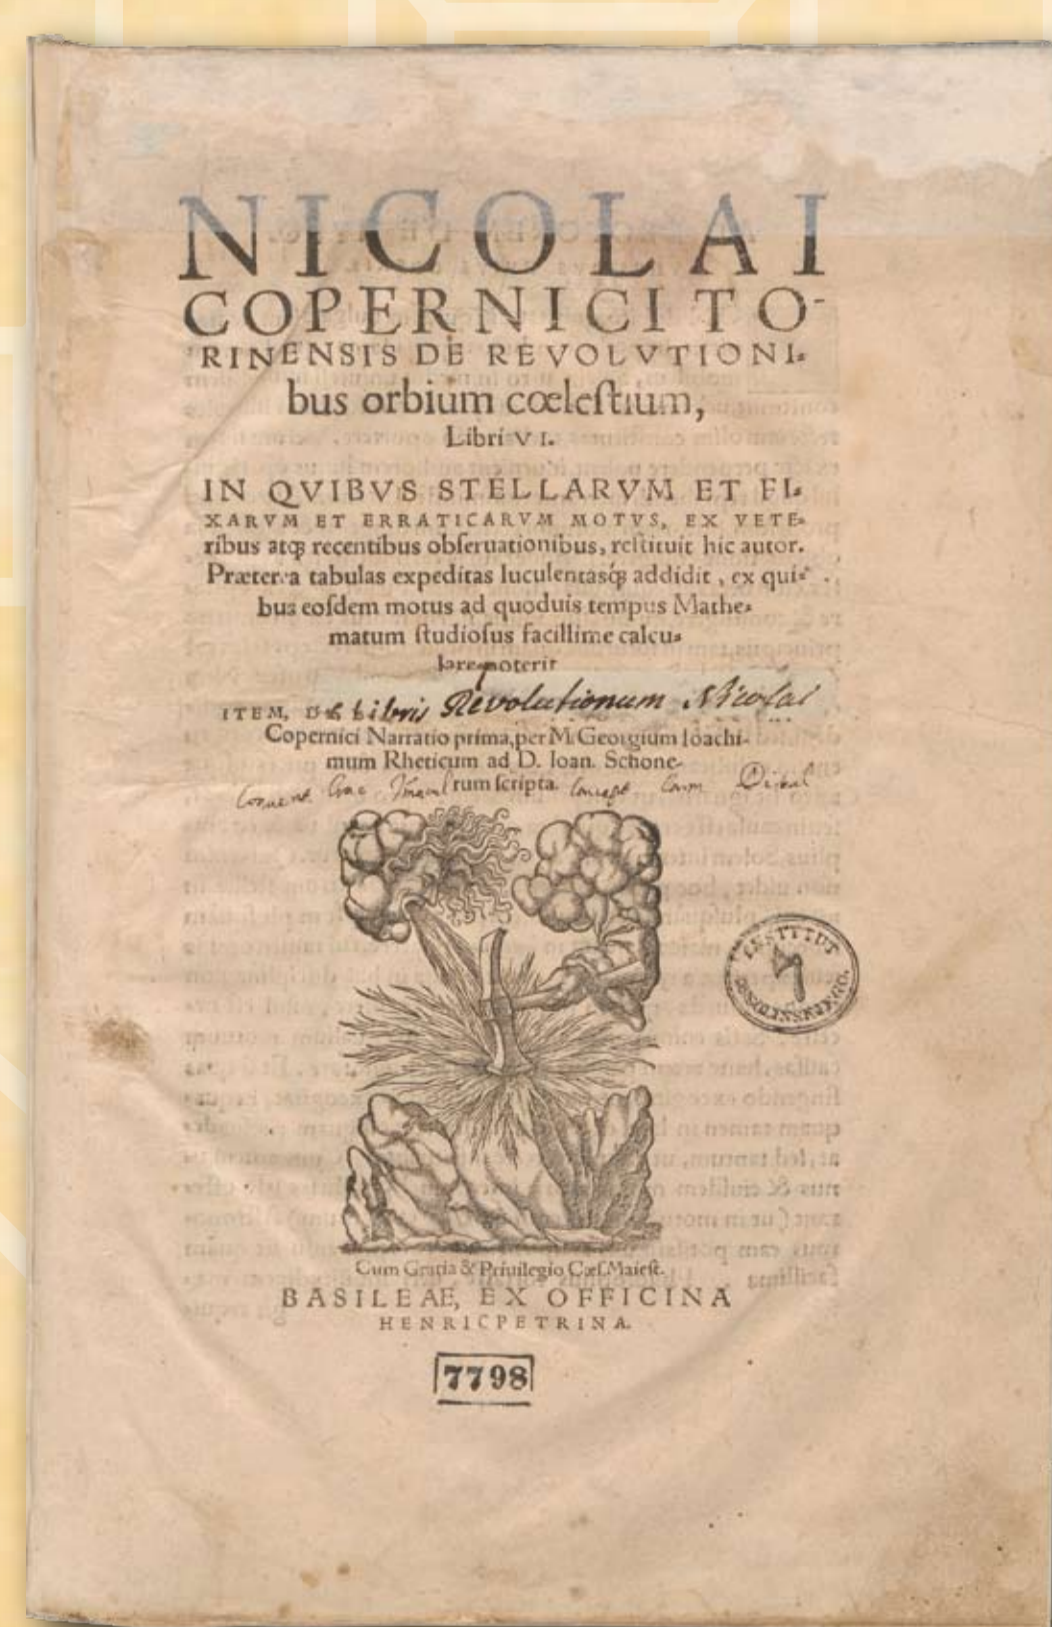 NICOLAI
COPERNICI TO-
RINENSIS DE REVOLVTIONI-
bus orbium cœleſtium,
Libri VI.
IN QVIBVS STELLARVM ET FI-
XARVM ET ERRATICARVM MOTVS, EX VETE-
ribus atqꝫ recentibus obſeruationibus, reſtituit hic autor.
Prætereа tabulas expeditas luculentasqꝫ addidit, ex qui-
bus eoſdem motus ad quoduis tempus Mathe-
matum ſtudioſus facillime calcu-
lare poterit
ITEM, DE Libris Revolutionum Nicolai
Copernici Narratio prima, per M. Georgium Ioachi-
mum Rheticum ad D. Ioan. Schone-
rum ſcripta.
Cum Gratia & Priuilegio Cæſ. Maieſt.
BASILEAE, EX OFFICINA
HENRICPETRINA.
7798